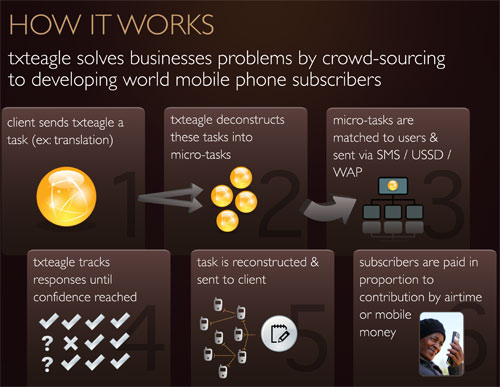 HOW IT WORKS
txteagle solves businesses problems by crowd-sourcing
to developing world mobile phone subscribers
client sends txteagle a
task (ex: translation)
1
txteagle deconstructs
these tasks into
micro-tasks
2
micro-tasks are
matched to users &
sent via SMS / USSD /
WAP
3
txteagle tracks
responses until
confidence reached
?
?
4
task is reconstructed &
sent to client
5
subscribers are paid in
proportion to
contribution by airtime
or mobile
money
6